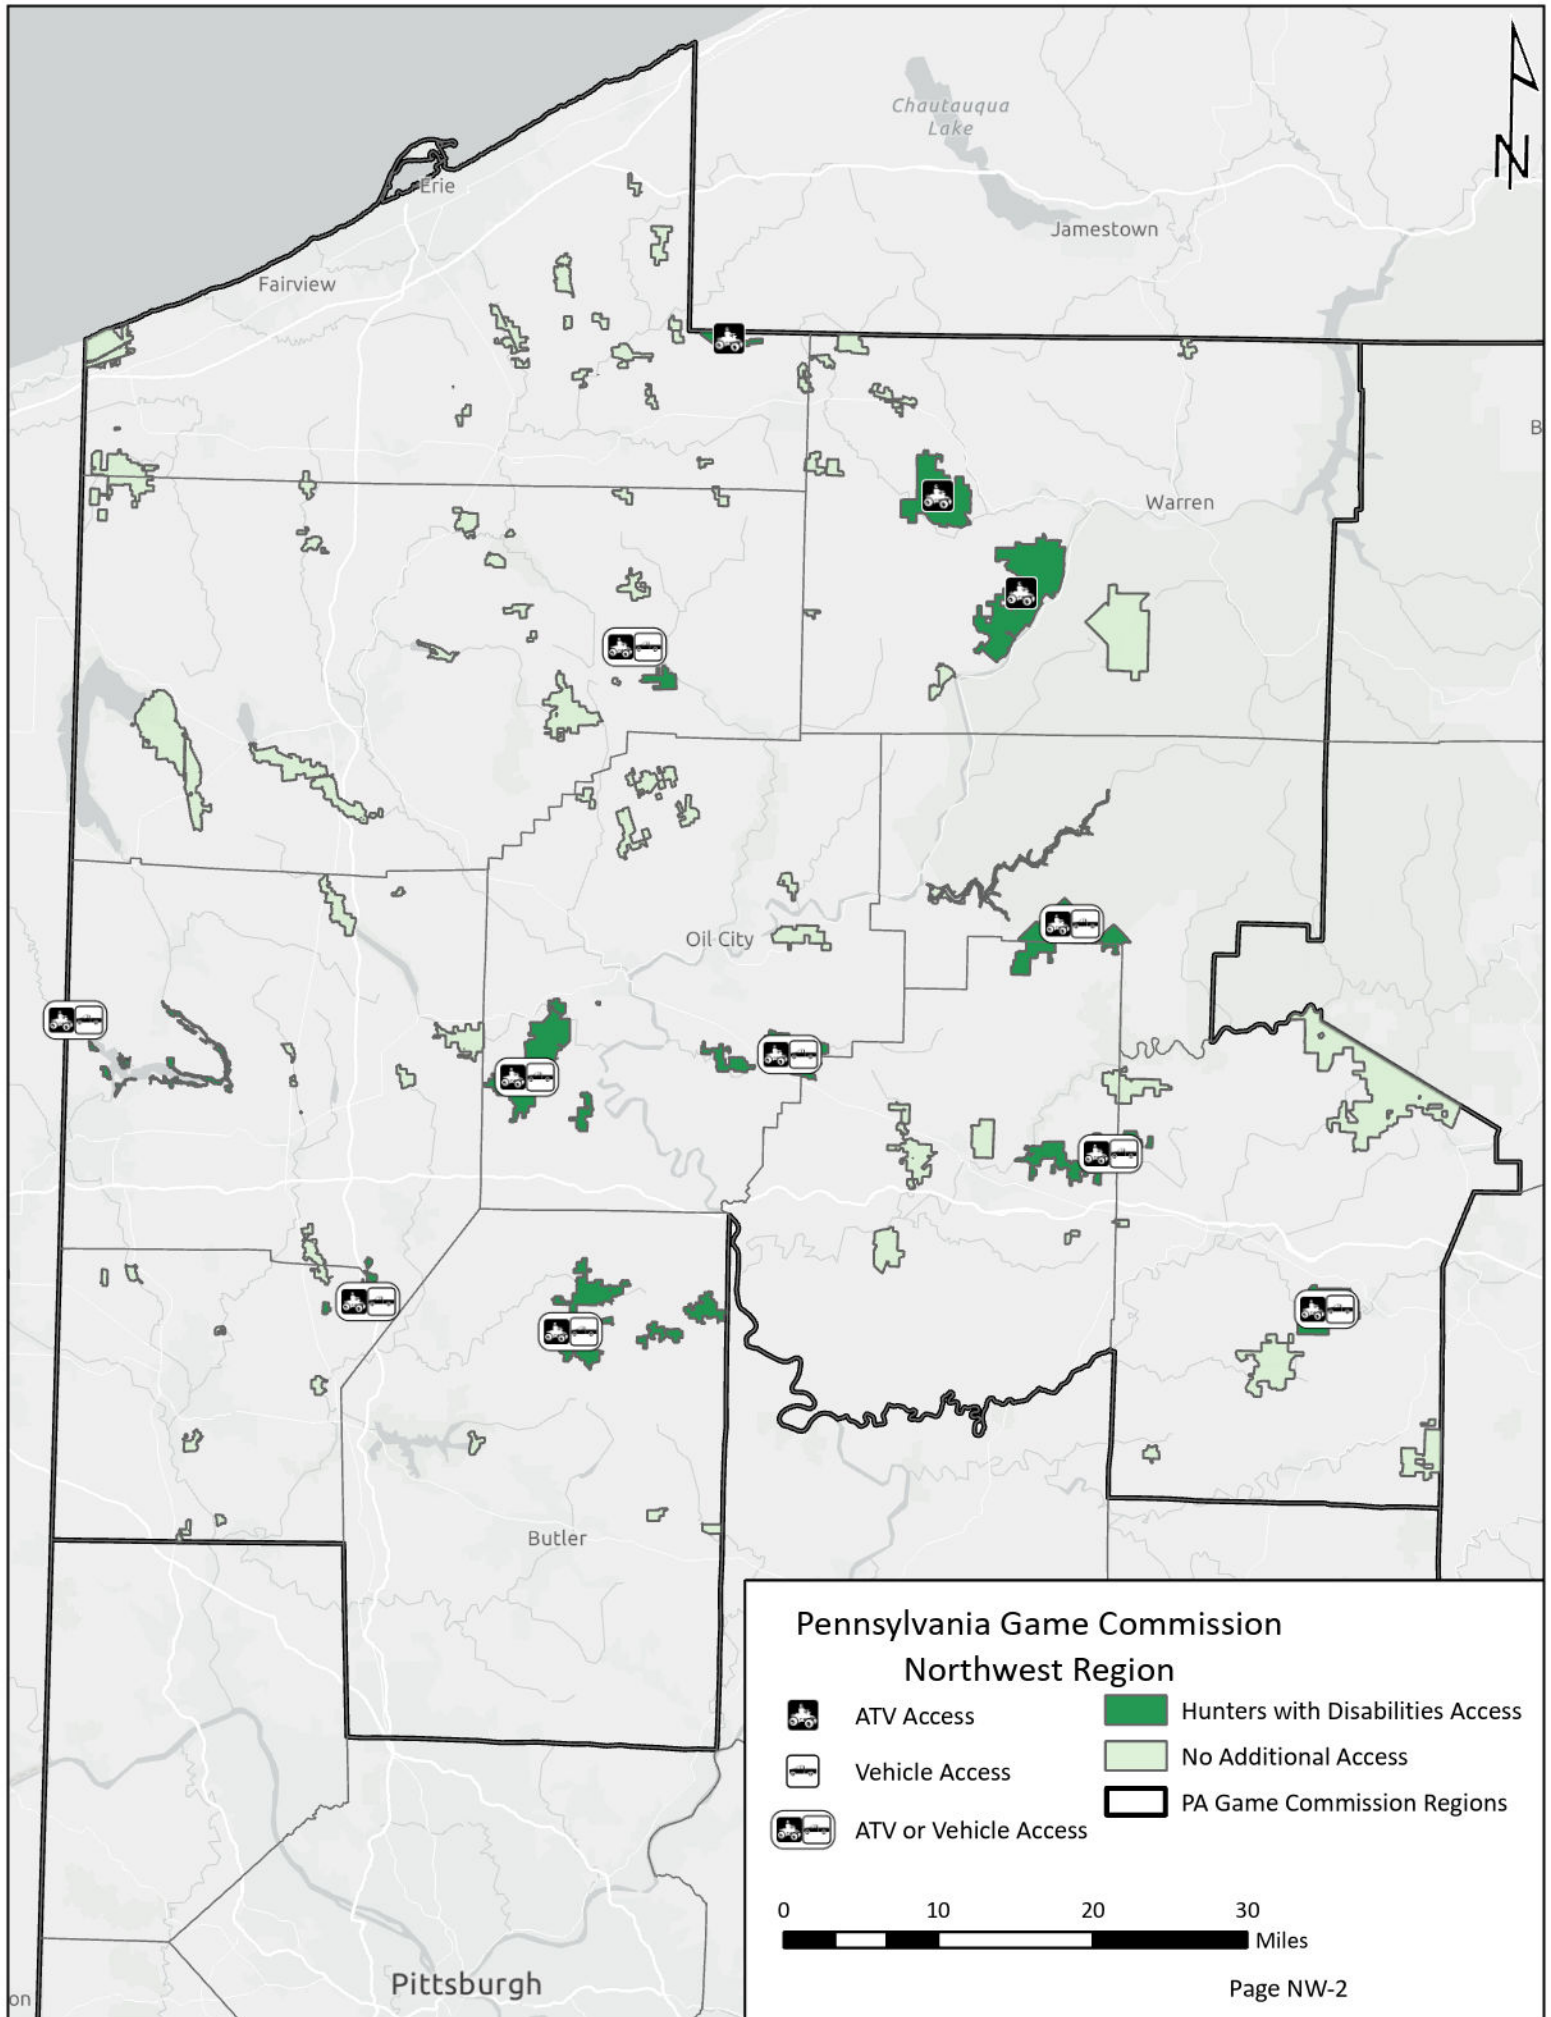 Chautauqua
Lake
Erie
Jamestown
Fairview
B
Warren
Oil City
Butler
Pittsburgh
on
N
Pennsylvania Game Commission
Northwest Region
ATV Access
Vehicle Access
ATV or Vehicle Access
Hunters with Disabilities Access
No Additional Access
PA Game Commission Regions
0 10 20 30
Miles
Page NW-2